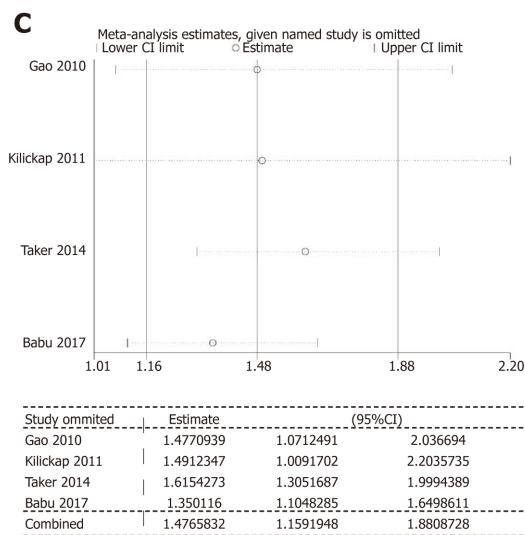 C
Meta-analysis estimates, given named study is omitted
Lower CI limit Estimate Upper CI limit
Gao 2010
Kilickap 2011
Taker 2014
Babu 2017
1.01 1.16 1.48 1.88 2.20
Study ommited Estimate (95%CI)
Gao 2010 1.4770939 1.0712491 2.036694
Kilickap 2011 1.4912347 1.0091702 2.2035735
Taker 2014 1.6154273 1.3051687 1.9994389
Babu 2017 1.350116 1.1048285 1.6498611
Combined 1.4765832 1.1591948 1.8808728